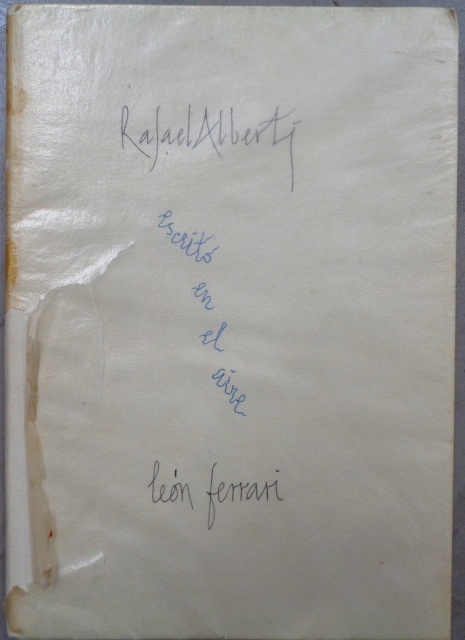 Rafael Alberti
escrito
en
el
aire
león ferrari